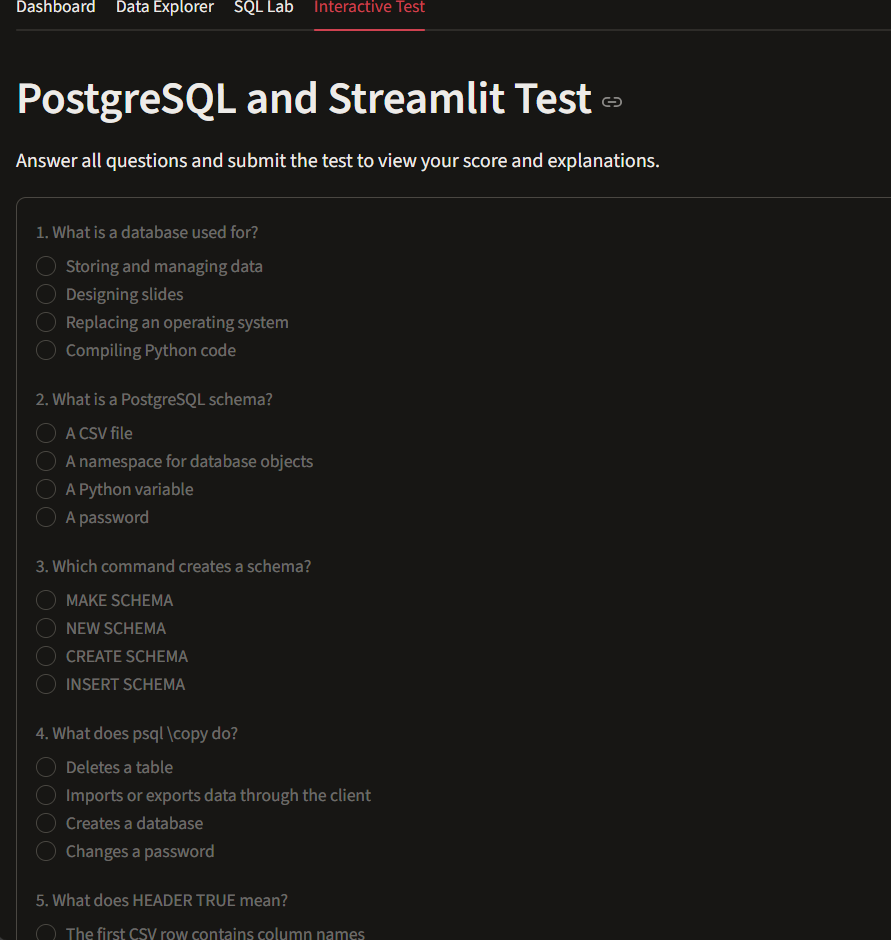 Dashboard Data Explorer SQL Lab Interactive Test
PostgreSQL and Streamlit Test
Answer all questions and submit the test to view your score and explanations.
1. What is a database used for?
Storing and managing data
Designing slides
Replacing an operating system
Compiling Python code
2. What is a PostgreSQL schema?
A CSV file
A namespace for database objects
A Python variable
A password
3. Which command creates a schema?
MAKE SCHEMA
NEW SCHEMA
CREATE SCHEMA
INSERT SCHEMA
4. What does psql \copy do?
Deletes a table
Imports or exports data through the client
Creates a database
Changes a password
5. What does HEADER TRUE mean?
The first CSV row contains column names